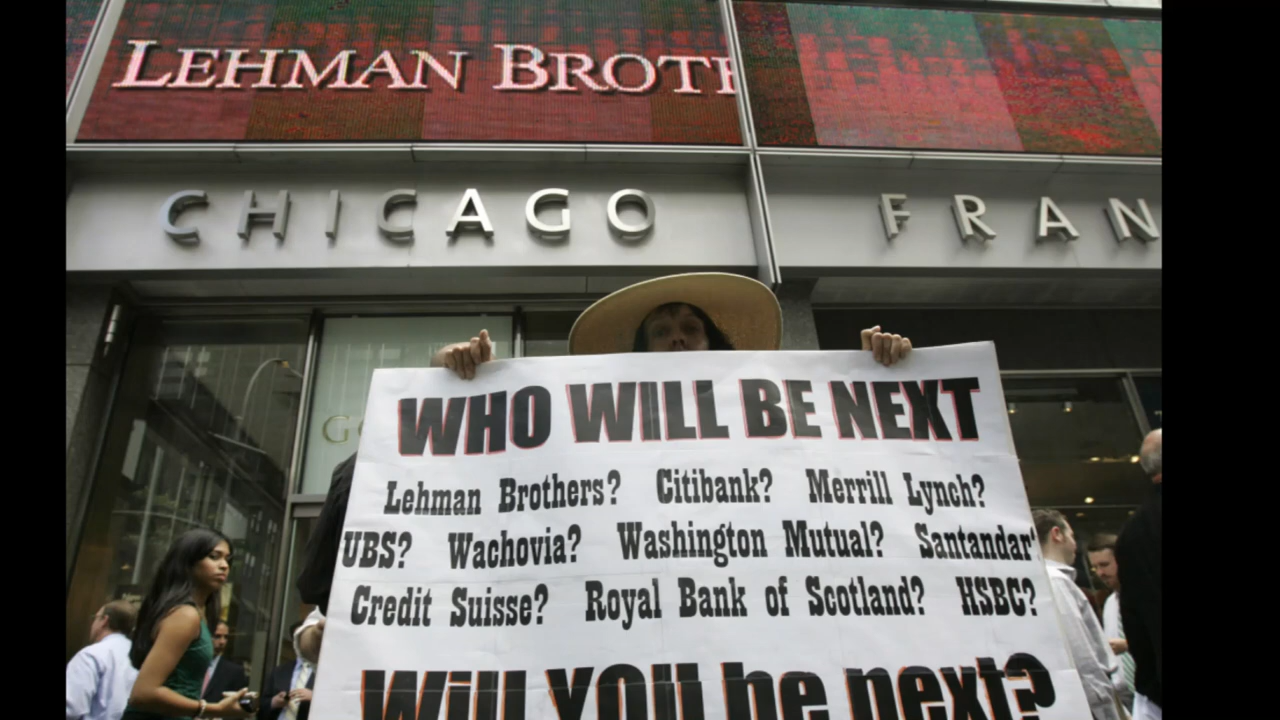 LEHMAN BROTH
CHICAGO FRAN
GO
WHO WILL BE NEXT
Lehman Brothers? Citibank? Merrill Lynch?
UBS? Wachovia? Washington Mutual? Santandar?
Credit Suisse? Royal Bank of Scotland? HSBC?
Will YOU be next?